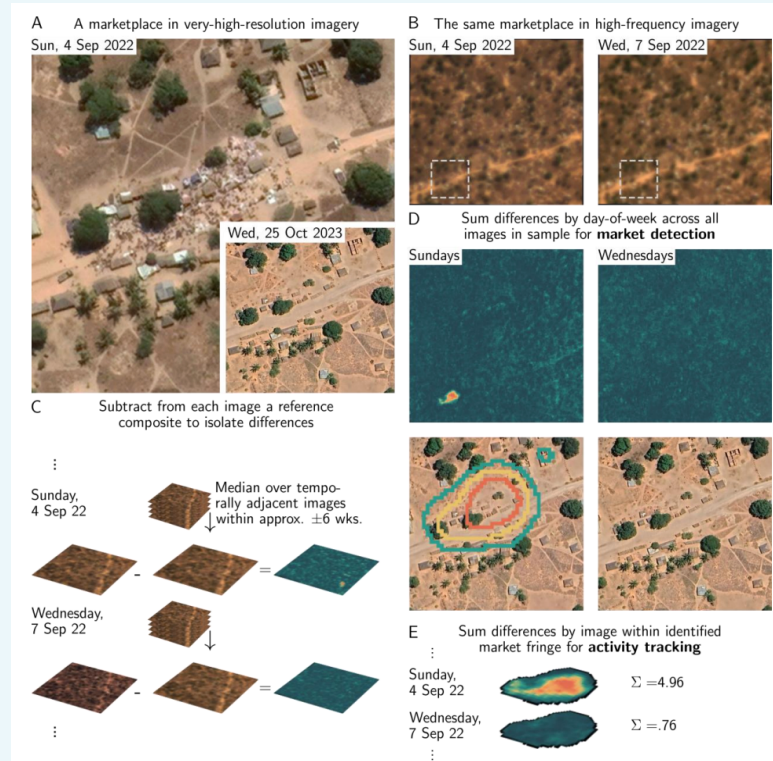 A A marketplace in very-high-resolution imagery
Sun, 4 Sep 2022
Wed, 25 Oct 2023
B The same marketplace in high-frequency imagery
Sun, 4 Sep 2022
Wed, 7 Sep 2022
C Subtract from each image a reference
composite to isolate differences
⋮
Sunday,
4 Sep 22
Median over tempo-
rally adjacent images
within approx. ±6 wks.
- =
Wednesday,
7 Sep 22
- =
⋮
D Sum differences by day-of-week across all
images in sample for market detection
Sundays
Wednesdays
E Sum differences by image within identified
market fringe for activity tracking
⋮
Sunday,
4 Sep 22
Σ =4.96
Wednesday,
7 Sep 22
Σ =.76
⋮